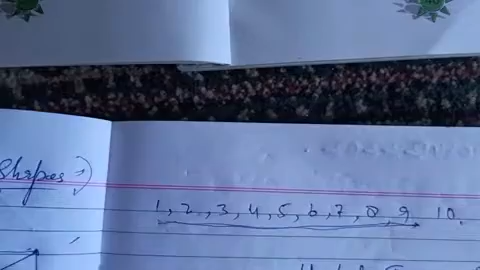 Shapes :)
1, 2, 3, 4, 5, 6, 7, 8, 9 10.